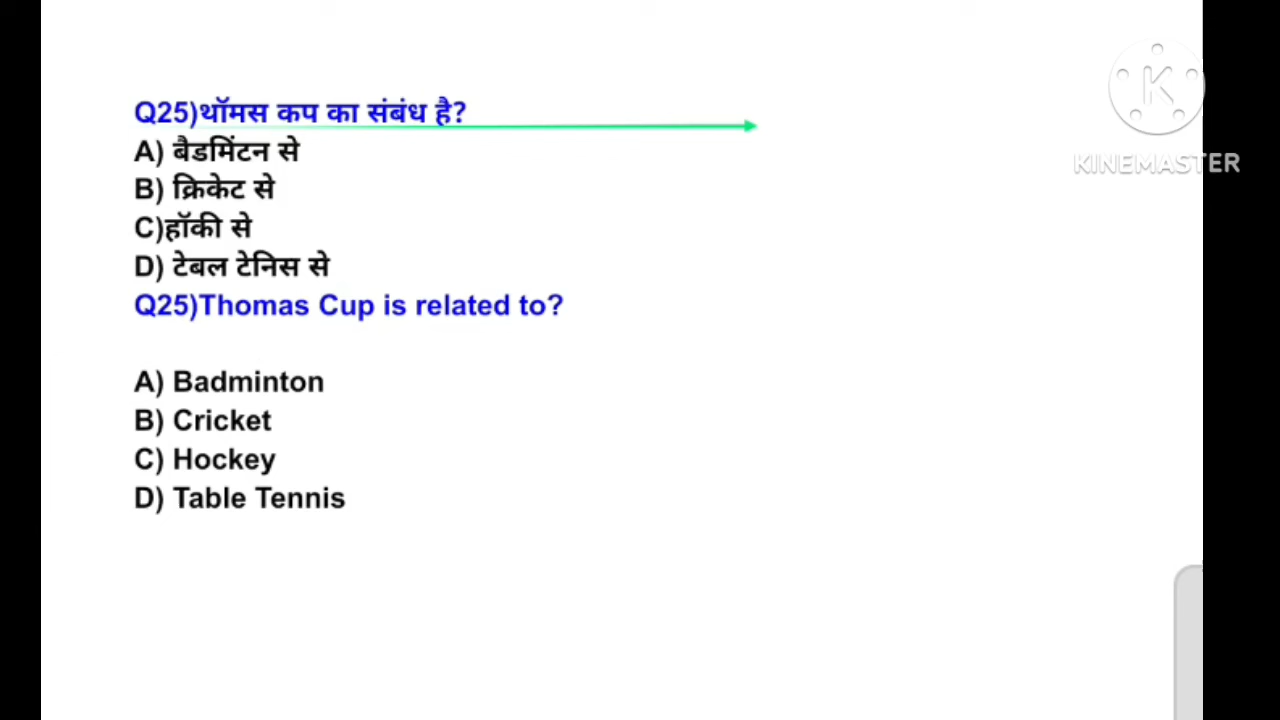 Q25)थॉमस कप का संबंध है?
A) बैडमिंटन से
B) क्रिकेट से
C)हॉकी से
D) टेबल टेनिस से
Q25)Thomas Cup is related to?
A) Badminton
B) Cricket
C) Hockey
D) Table Tennis
K
KINEMASTER